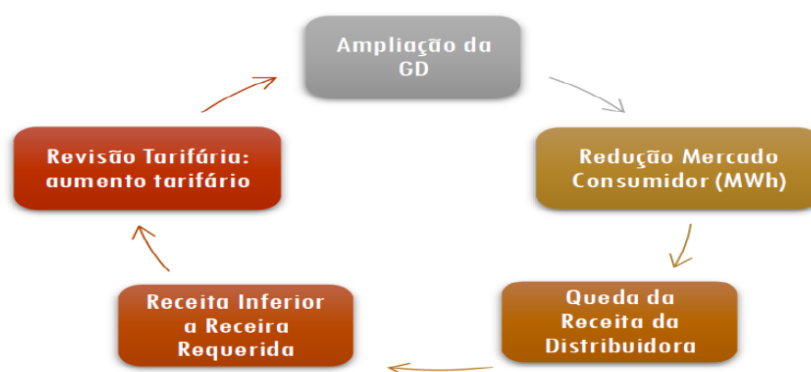 Ampliação da
GD
Redução Mercado
Consumidor (MWh)
Queda da
Receita da
Distribuidora
Receita Inferior
a Receira
Requerida
Revisão Tarifária:
aumento tarifário